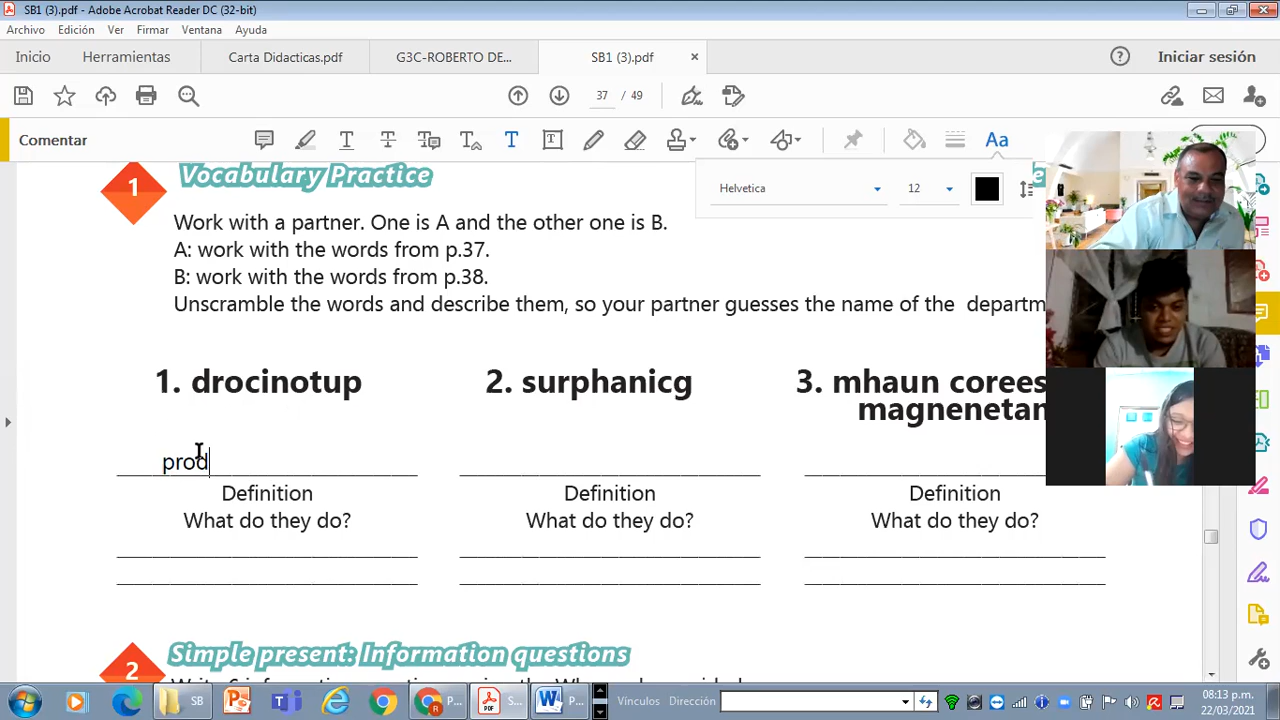 SB1 (3).pdf - Adobe Acrobat Reader DC (32-bit)
Archivo Edición Ver Firmar Ventana Ayuda
Inicio Herramientas Carta Didacticas.pdf G3C-ROBERTO DE... SB1 (3).pdf Iniciar sesión
37 / 49
Comentar
Helvetica 12
1 Vocabulary Practice
Work with a partner. One is A and the other one is B.
A: work with the words from p.37.
B: work with the words from p.38.
Unscramble the words and describe them, so your partner guesses the name of the departm
1. drocinotup 2. surphanicg 3. mhaun corees
magnenetan
prod
Definition Definition Definition
What do they do? What do they do? What do they do?
2 Simple present: Information questions
SB P... S... P... Vínculos Dirección 08:13 p.m.
22/03/2021